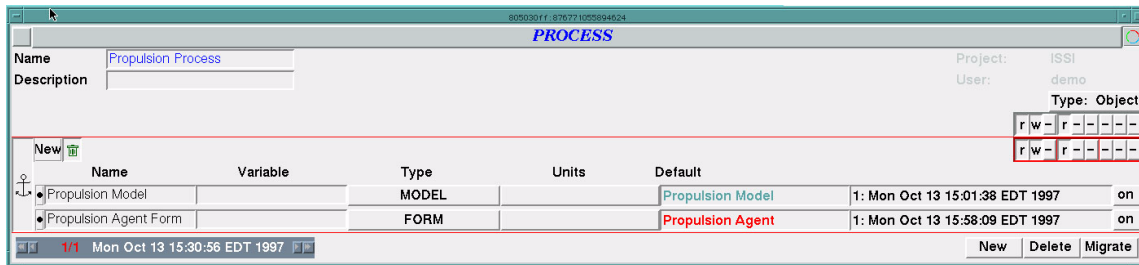 805030ff:876771055894624
PROCESS
Name Propulsion Process Project: ISSI
Description User: demo
Type: Object
r w - r - - - - -
New r w - r - - - - -
Name Variable Type Units Default
Propulsion Model MODEL Propulsion Model 1: Mon Oct 13 15:01:38 EDT 1997 on
Propulsion Agent Form FORM Propulsion Agent 1: Mon Oct 13 15:58:09 EDT 1997 on
1/1 Mon Oct 13 15:30:56 EDT 1997 New Delete Migrate